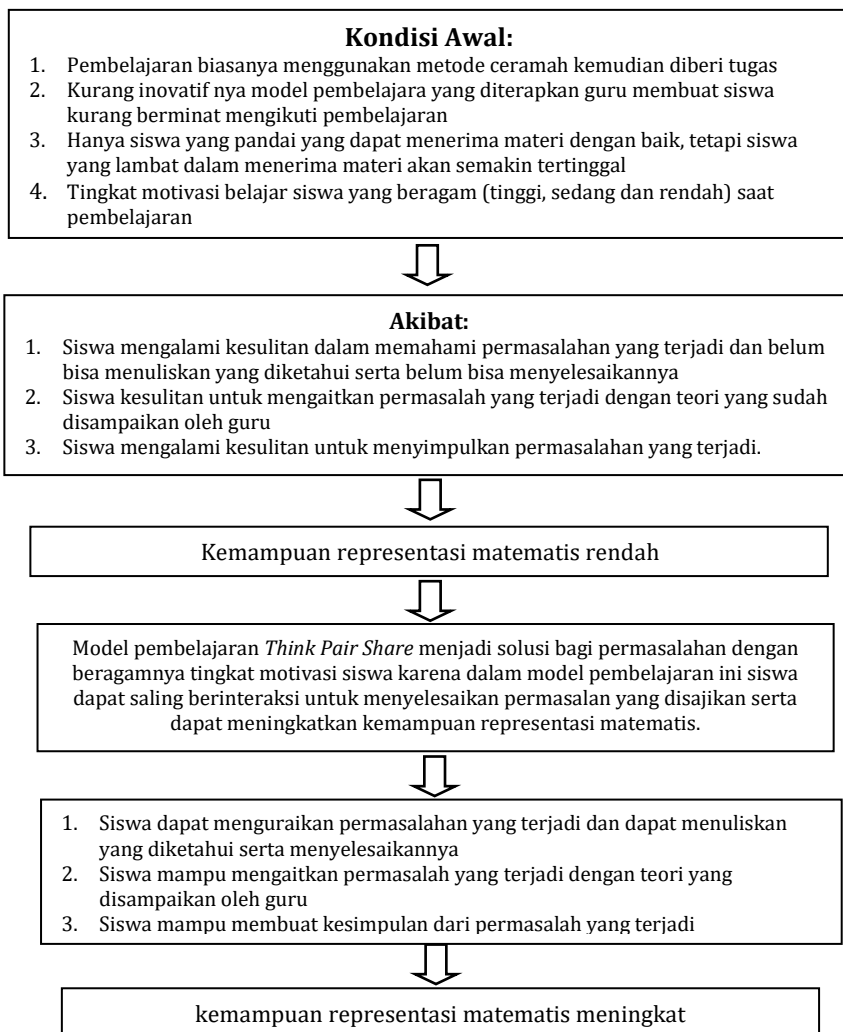 Kondisi Awal:
1. Pembelajaran biasanya menggunakan metode ceramah kemudian diberi tugas
2. Kurang inovatif nya model pembelajara yang diterapkan guru membuat siswa
kurang berminat mengikuti pembelajaran
3. Hanya siswa yang pandai yang dapat menerima materi dengan baik, tetapi siswa
yang lambat dalam menerima materi akan semakin tertinggal
4. Tingkat motivasi belajar siswa yang beragam (tinggi, sedang dan rendah) saat
pembelajaran
Akibat:
1. Siswa mengalami kesulitan dalam memahami permasalahan yang terjadi dan belum
bisa menuliskan yang diketahui serta belum bisa menyelesaikannya
2. Siswa kesulitan untuk mengaitkan permasalah yang terjadi dengan teori yang sudah
disampaikan oleh guru
3. Siswa mengalami kesulitan untuk menyimpulkan permasalahan yang terjadi.
Kemampuan representasi matematis rendah
Model pembelajaran Think Pair Share menjadi solusi bagi permasalahan dengan
beragamnya tingkat motivasi siswa karena dalam model pembelajaran ini siswa
dapat saling berinteraksi untuk menyelesaikan permasalan yang disajikan serta
dapat meningkatkan kemampuan representasi matematis.
1. Siswa dapat menguraikan permasalahan yang terjadi dan dapat menuliskan
yang diketahui serta menyelesaikannya
2. Siswa mampu mengaitkan permasalah yang terjadi dengan teori yang
disampaikan oleh guru
3. Siswa mampu membuat kesimpulan dari permasalah yang terjadi
kemampuan representasi matematis meningkat